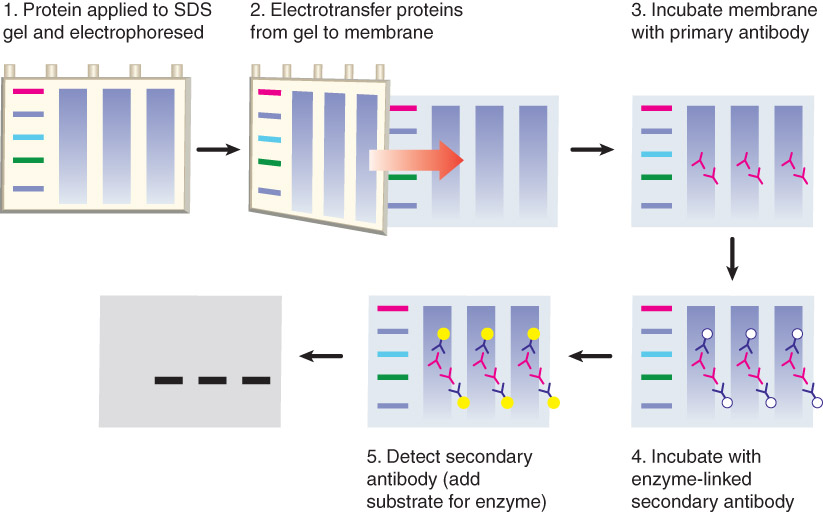 1. Protein applied to SDS
gel and electrophoresed
2. Electrotransfer proteins
from gel to membrane
3. Incubate membrane
with primary antibody
4. Incubate with
enzyme-linked
secondary antibody
5. Detect secondary
antibody (add
substrate for enzyme)